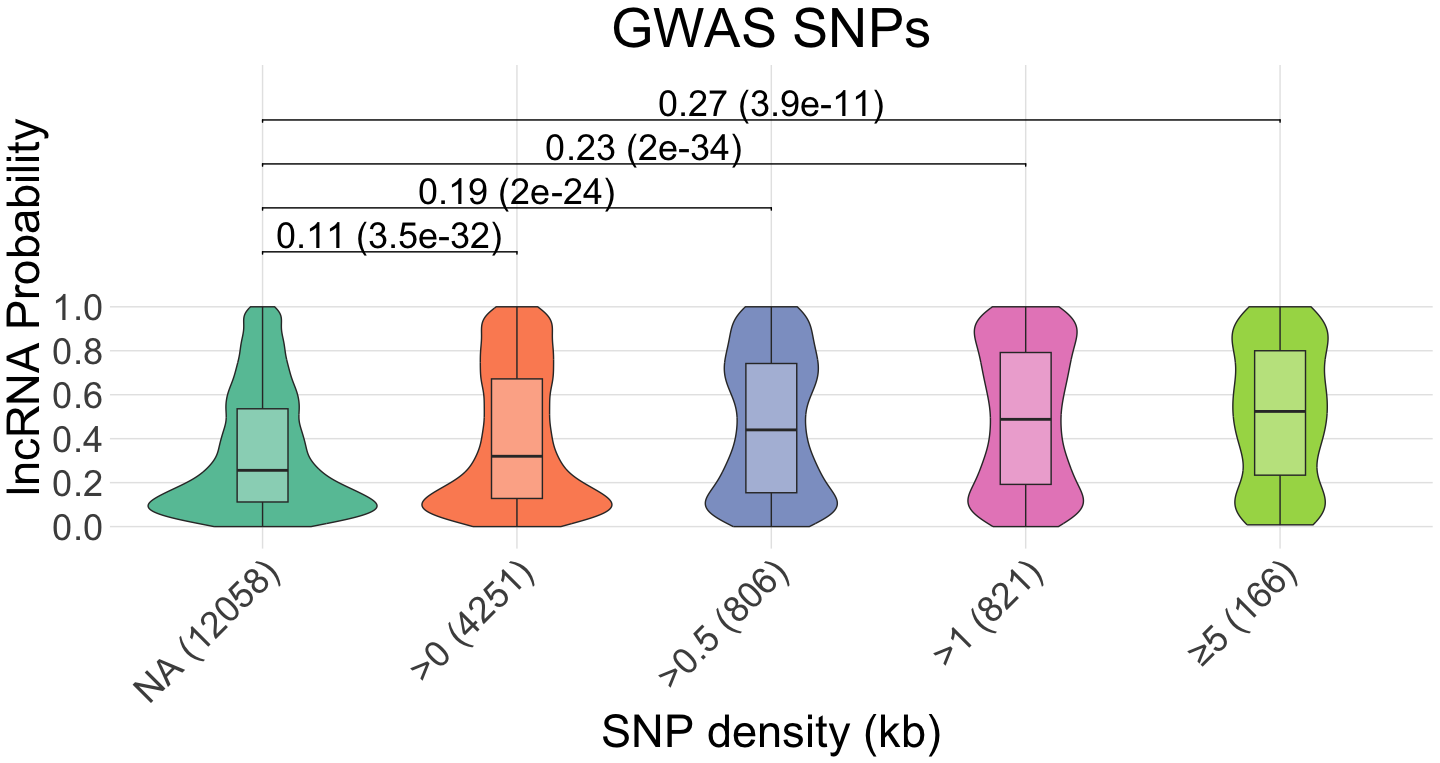 GWAS SNPs
0.27 (3.9e-11)
0.23 (2e-34)
0.19 (2e-24)
0.11 (3.5e-32)
lncRNA Probability
1.0
0.8
0.6
0.4
0.2
0.0
NA (12058)
>0 (4251)
>0.5 (806)
>1 (821)
≥5 (166)
SNP density (kb)